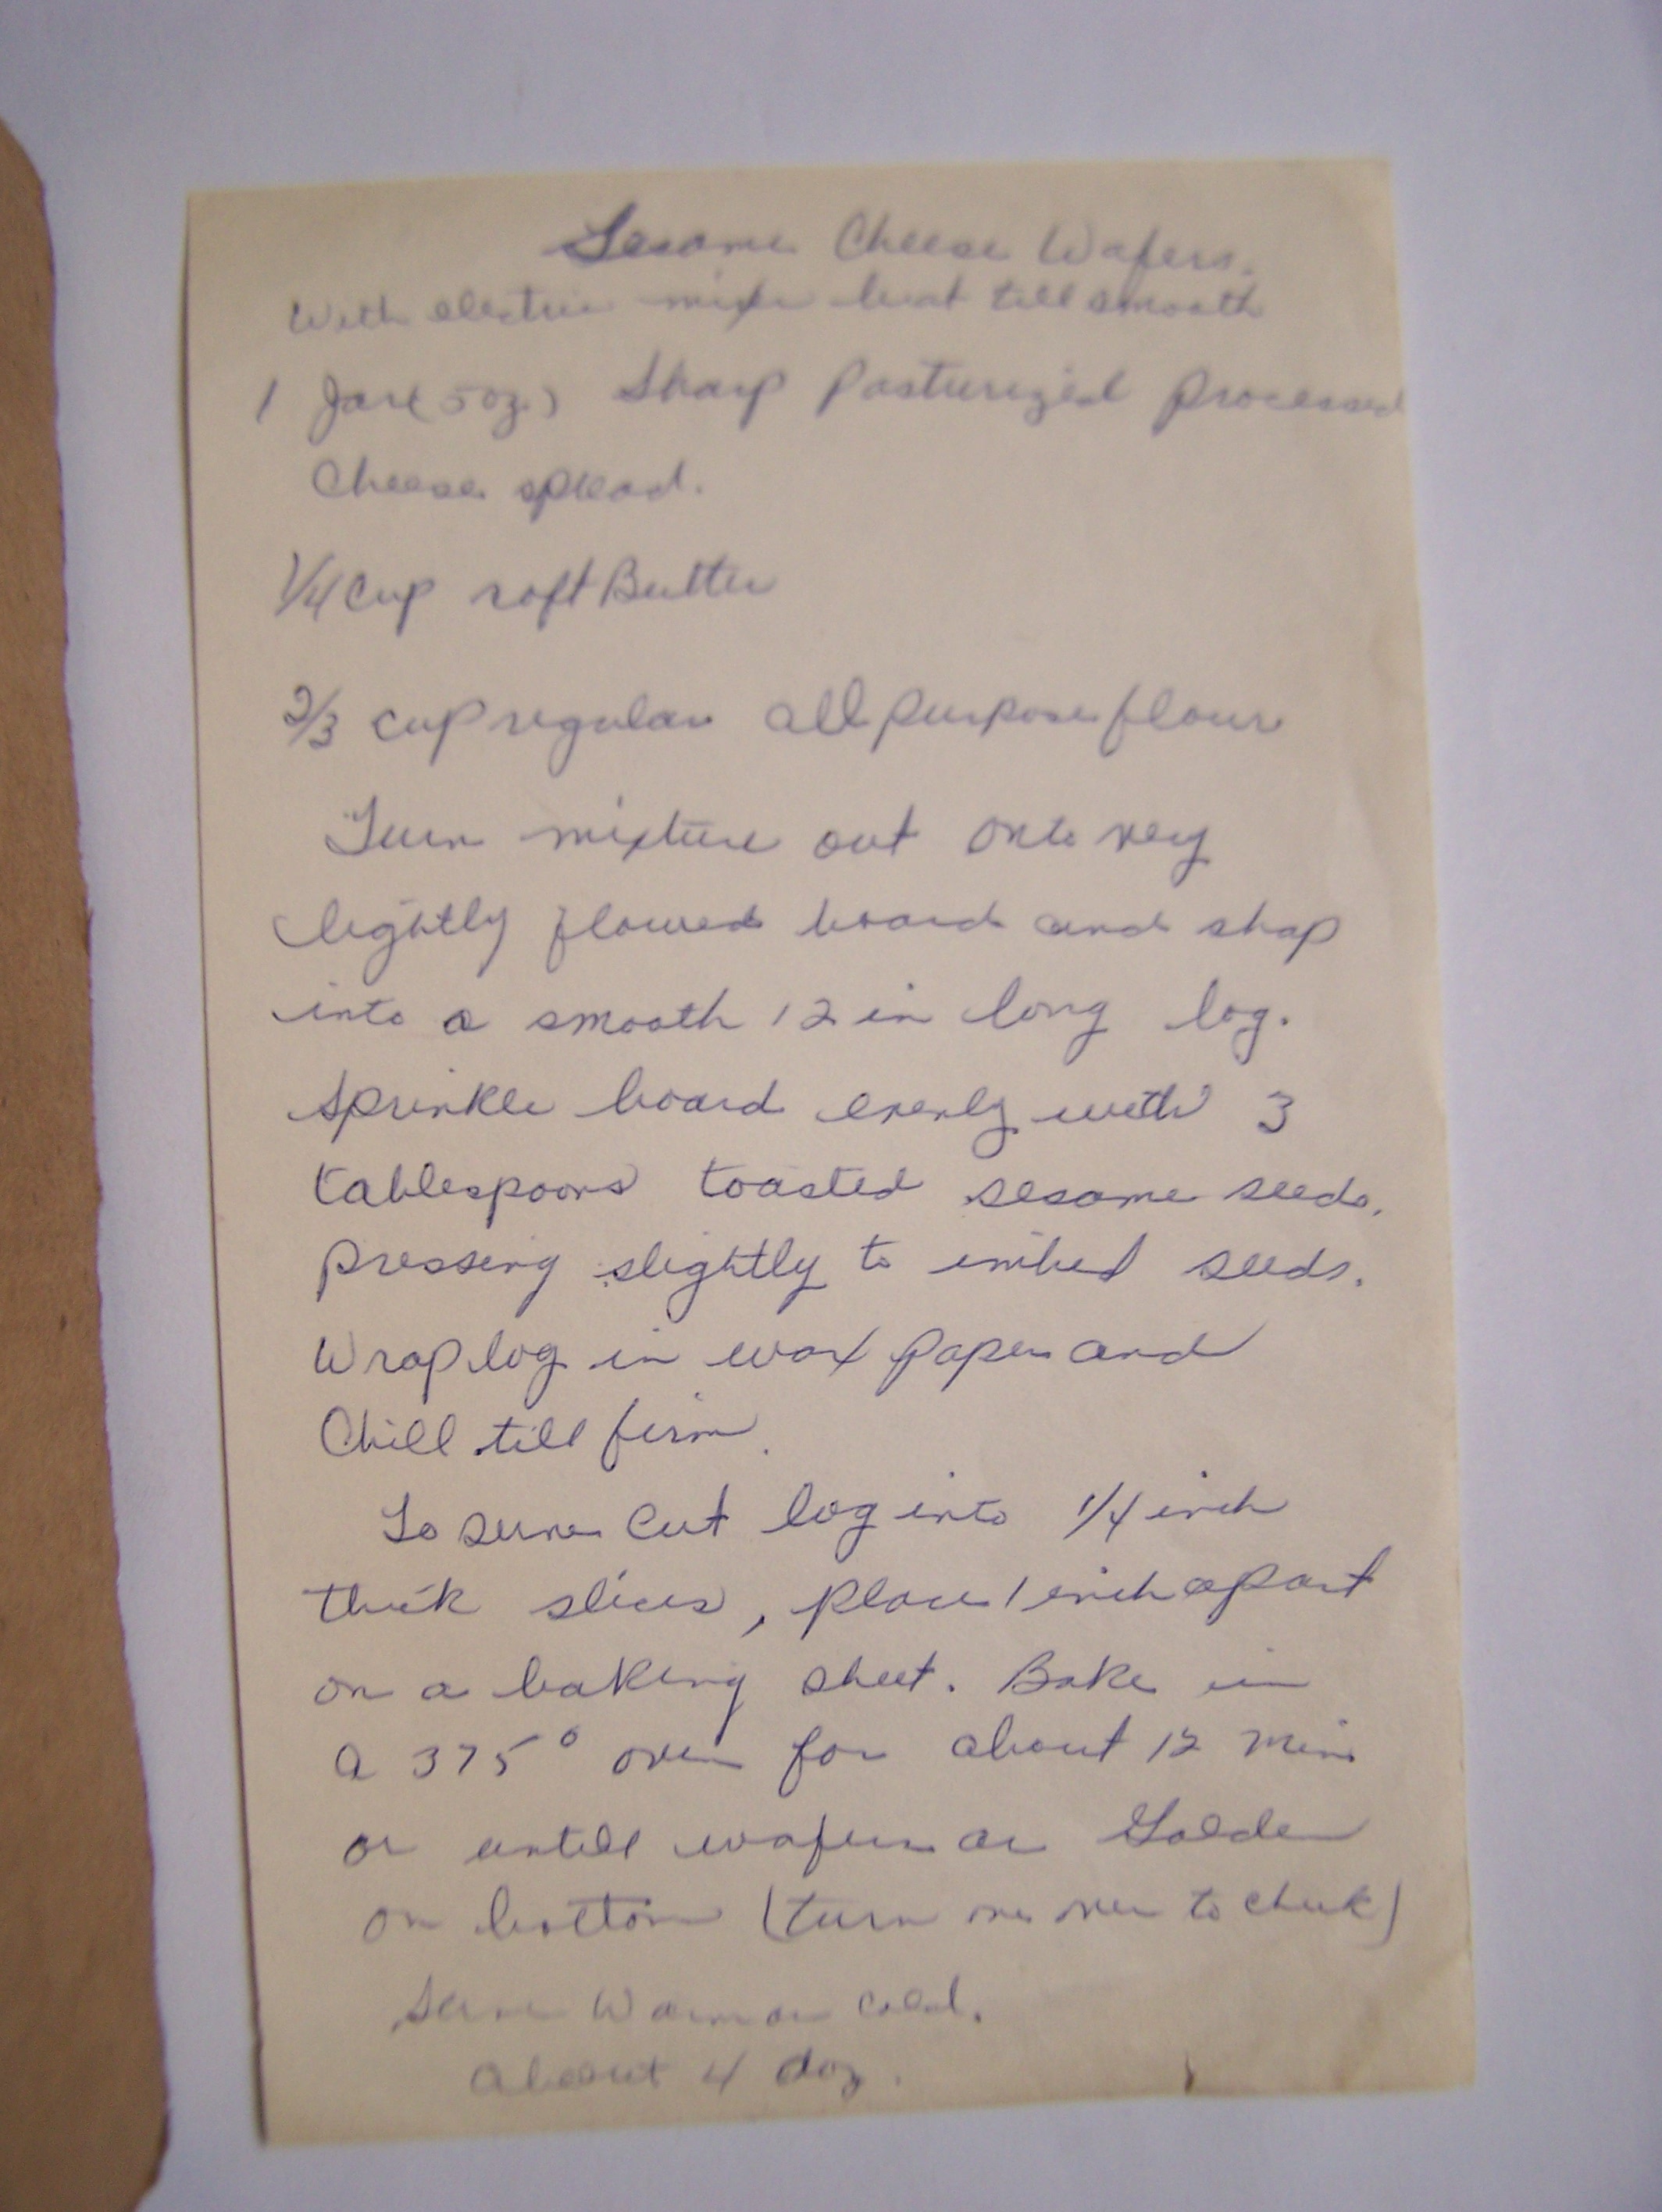 Sesame Cheese Wafers.
With electric mixer beat till smooth
1 Jar (5 oz.) Sharp Pasturized Processed
Cheese spread.
1/4 Cup soft Butter
2/3 cup regular all purpose flour
Turn mixture out onto very
lightly floured board and shap
into a smooth 12 in long log.
Sprinkle board evenly with 3
tablespoons toasted sesame seeds,
pressing slightly to imbed seeds.
Wrap log in wax paper and
Chill till firm.
To serve Cut log into 1/4 inch
thick slices, place 1 inch apart
on a baking sheet. Bake in
a 375° oven for about 12 min
or untill wafers are Golden
on bottom (turn one over to check)
Serve Warm or Cold.
About 4 doz.